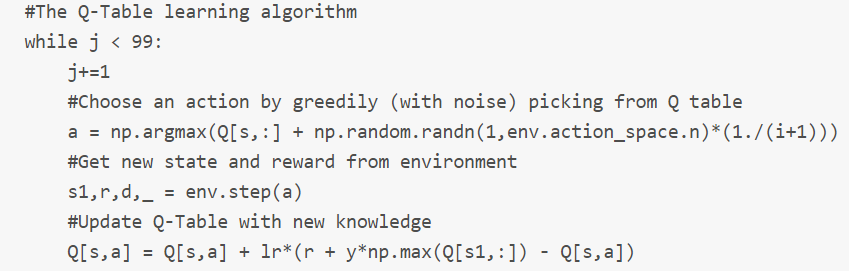 #The Q-Table learning algorithm
while j < 99:
    j+=1
    #Choose an action by greedily (with noise) picking from Q table
    a = np.argmax(Q[s,:] + np.random.randn(1,env.action_space.n)*(1./(i+1)))
    #Get new state and reward from environment
    s1,r,d,_ = env.step(a)
    #Update Q-Table with new knowledge
    Q[s,a] = Q[s,a] + lr*(r + y*np.max(Q[s1,:]) - Q[s,a])